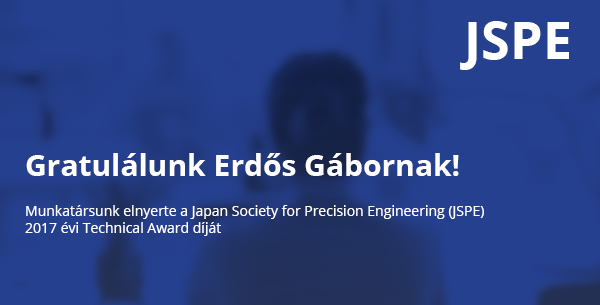 JSPE
Gratulálunk Erdős Gábornak!
Munkatársunk elnyerte a Japan Society for Precision Engineering (JSPE)
2017 évi Technical Award díját